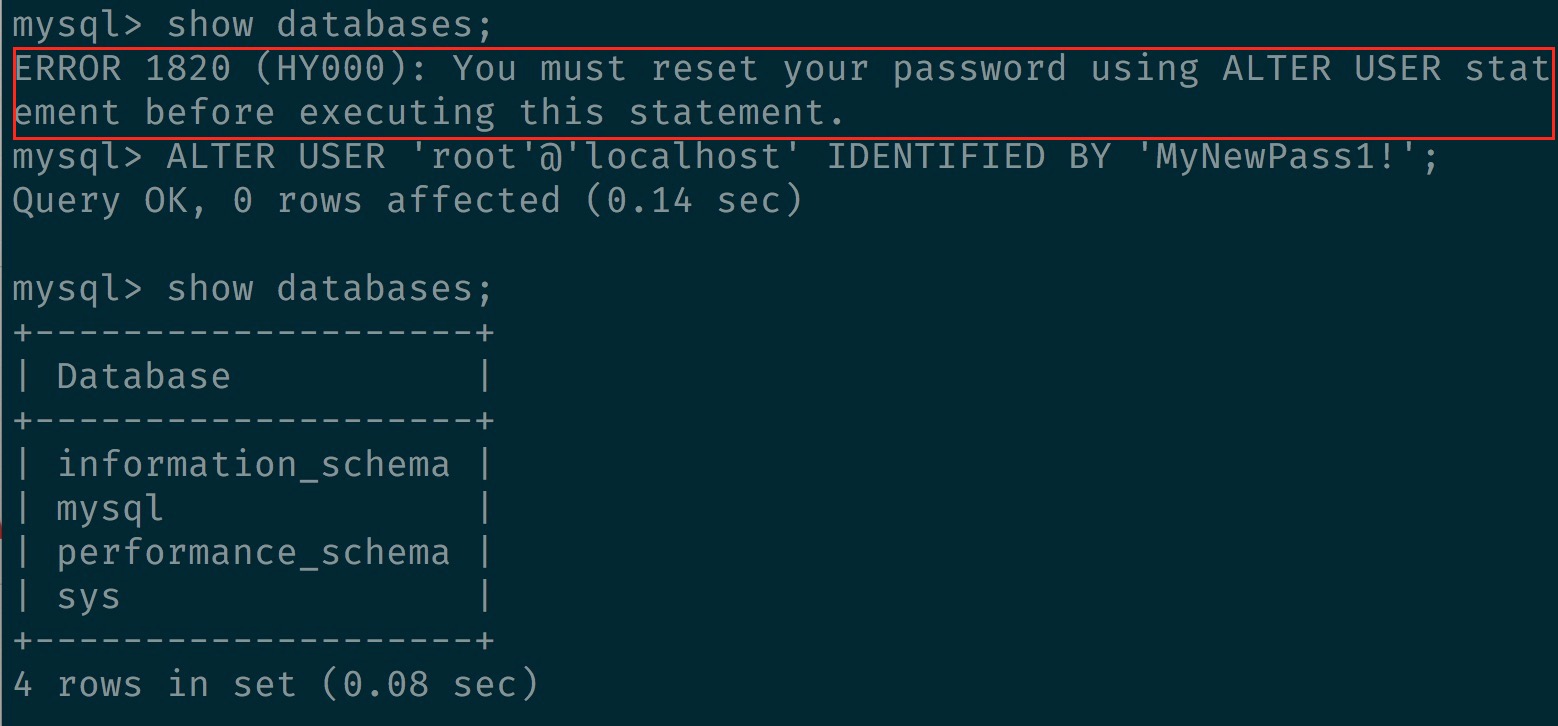 mysql> show databases;
ERROR 1820 (HY000): You must reset your password using ALTER USER stat
ement before executing this statement.
mysql> ALTER USER 'root'@'localhost' IDENTIFIED BY 'MyNewPass1!';
Query OK, 0 rows affected (0.14 sec)

mysql> show databases;
+--------------------+
| Database           |
+--------------------+
| information_schema |
| mysql              |
| performance_schema |
| sys                |
+--------------------+
4 rows in set (0.08 sec)